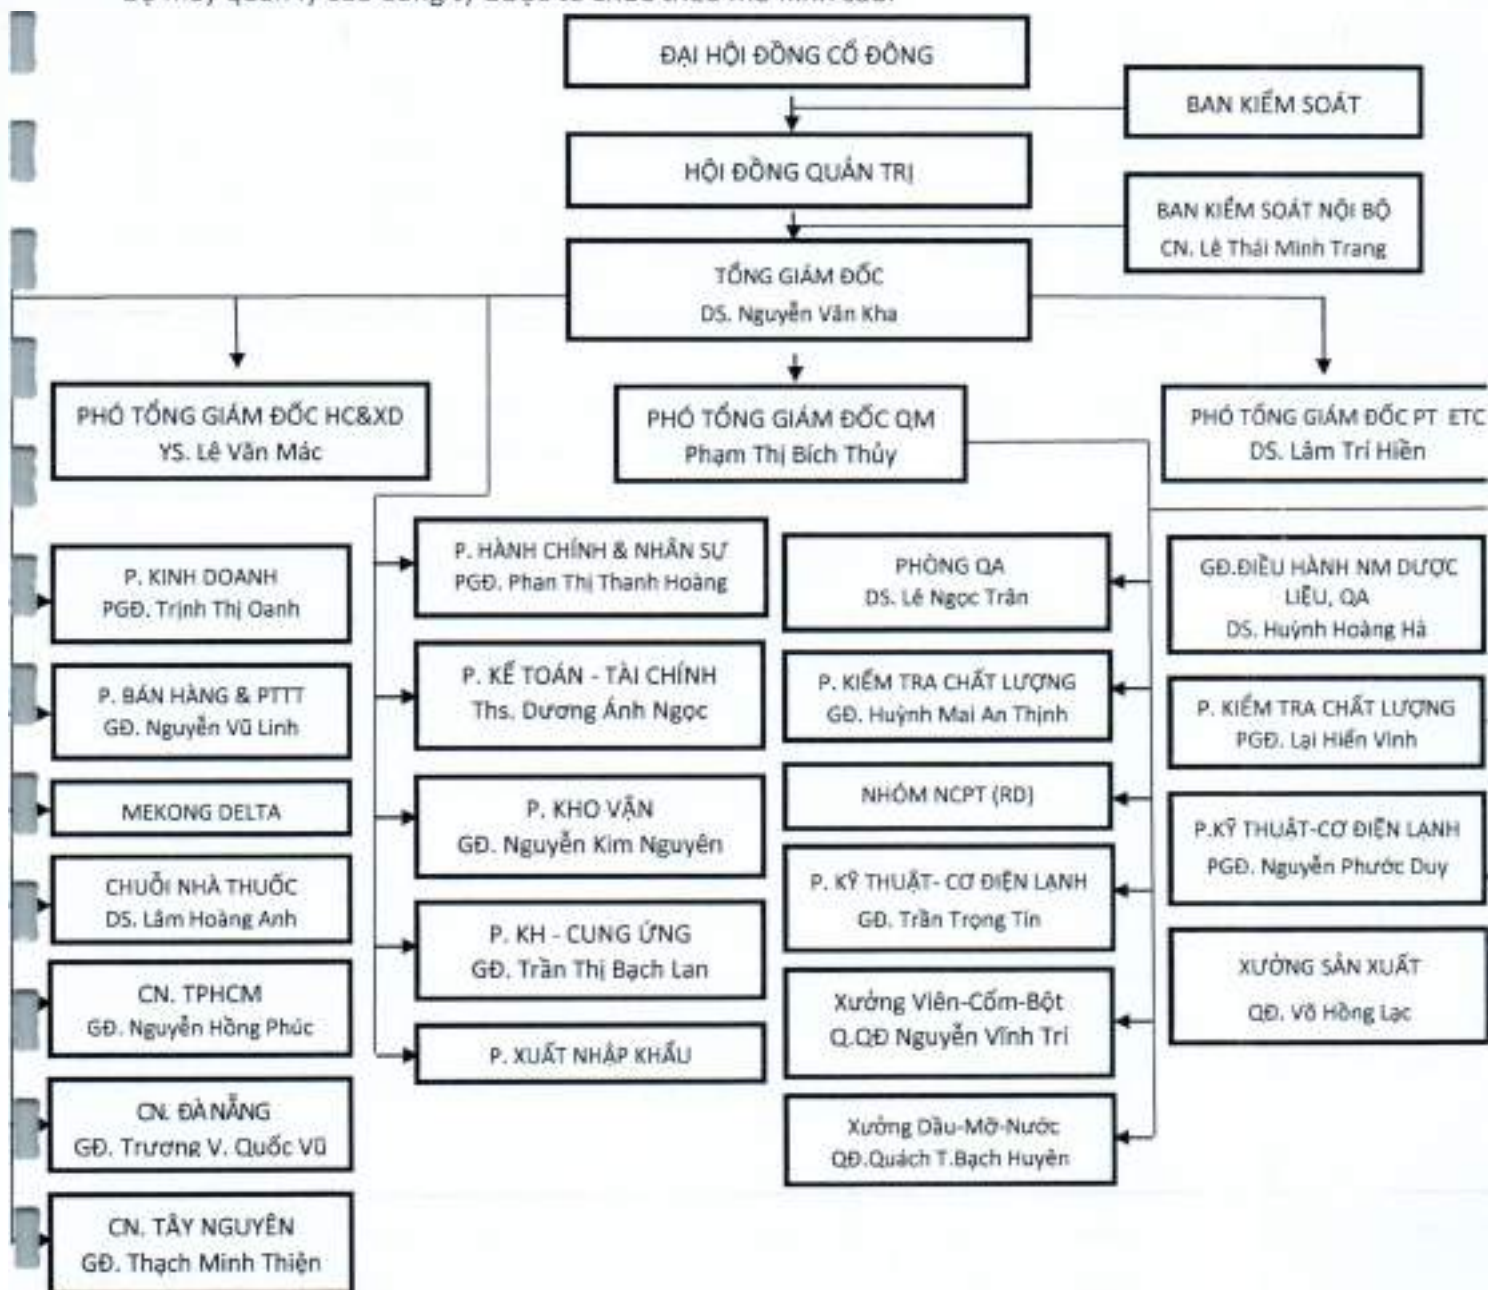 ĐẠI HỘI ĐỒNG CỔ ĐÔNG
BAN KIỂM SOÁT
HỘI ĐỒNG QUẢN TRỊ
BAN KIỂM SOÁT NỘI BỘ
CN. Lê Thái Minh Trang
TỔNG GIÁM ĐỐC
DS. Nguyễn Văn Kha
PHÓ TỔNG GIÁM ĐỐC HC&XD
YS. Lê Văn Mác
PHÓ TỔNG GIÁM ĐỐC QM
Phạm Thị Bích Thủy
PHÓ TỔNG GIÁM ĐỐC PT ETC
DS. Lâm Trí Hiền
P. KINH DOANH
PGĐ. Trịnh Thị Oanh
P. BÁN HÀNG & PTTT
GĐ. Nguyễn Vũ Linh
MEKONG DELTA
CHUỖI NHÀ THUỐC
DS. Lâm Hoàng Anh
CN. TPHCM
GĐ. Nguyễn Hồng Phúc
CN. ĐÀ NẴNG
GĐ. Trương V. Quốc Vũ
CN. TÂY NGUYÊN
GĐ. Thạch Minh Thiện
P. HÀNH CHÍNH & NHÂN SỰ
PGĐ. Phan Thị Thanh Hoàng
P. KẾ TOÁN - TÀI CHÍNH
Ths. Dương Ánh Ngọc
P. KHO VẬN
GĐ. Nguyễn Kim Nguyên
P. KH - CUNG ỨNG
GĐ. Trần Thị Bạch Lan
P. XUẤT NHẬP KHẨU
PHÒNG QA
DS. Lê Ngọc Trân
P. KIỂM TRA CHẤT LƯỢNG
GĐ. Huỳnh Mai An Thịnh
NHÓM NCPT (RD)
P. KỸ THUẬT- CƠ ĐIỆN LẠNH
GĐ. Trần Trọng Tín
Xưởng Viên-Cốm-Bột
Q.QĐ Nguyễn Vĩnh Trí
Xưởng Dầu-Mỡ-Nước
QĐ.Quách T.Bạch Huyên
GĐ.ĐIỀU HÀNH NM DƯỢC
LIỆU, QA
DS. Huỳnh Hoàng Hà
P. KIỂM TRA CHẤT LƯỢNG
PGĐ. Lại Hiển Vinh
P.KỸ THUẬT-CƠ ĐIỆN LẠNH
PGĐ. Nguyễn Phước Duy
XƯỞNG SẢN XUẤT
QĐ. Võ Hồng Lạc